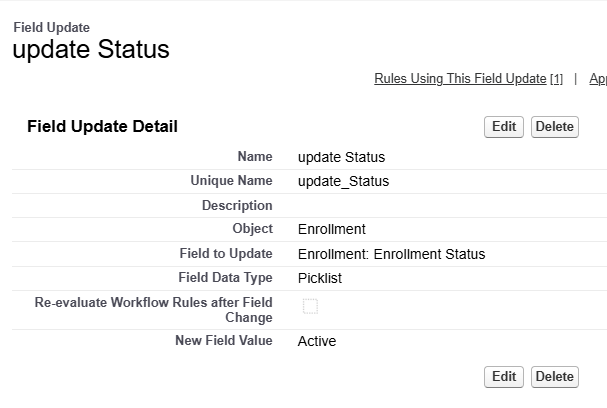 Field Update
update Status
Rules Using This Field Update [1] | Ap
Field Update Detail Edit Delete
Name update Status
Unique Name update_Status
Description
Object Enrollment
Field to Update Enrollment: Enrollment Status
Field Data Type Picklist
Re-evaluate Workflow Rules after Field
Change
New Field Value Active
Edit Delete